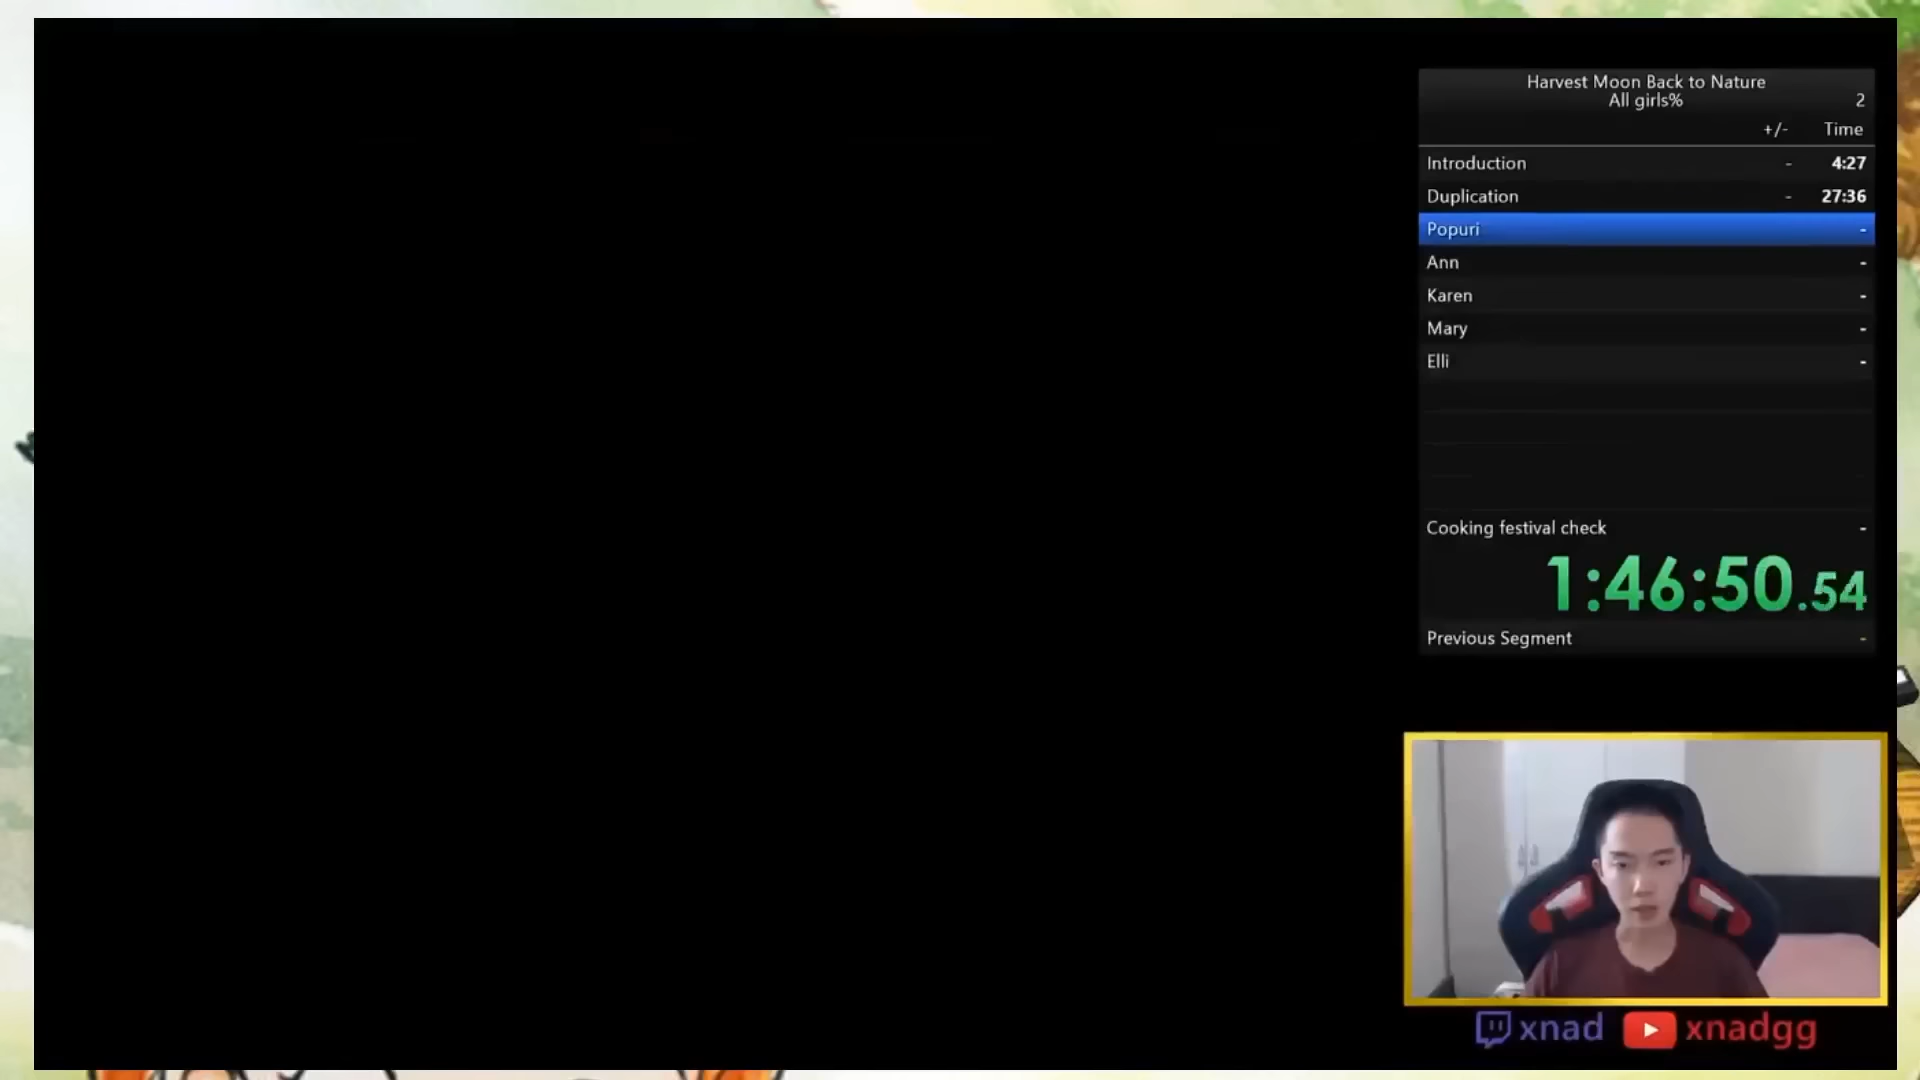 Harvest Moon Back to Nature
All girls% 2
+/- Time
Introduction - 4:27
Duplication - 27:36
Popuri -
Ann -
Karen -
Mary -
Elli -
Cooking festival check -
1:46:50.54
Previous Segment -
xnad xnadgg